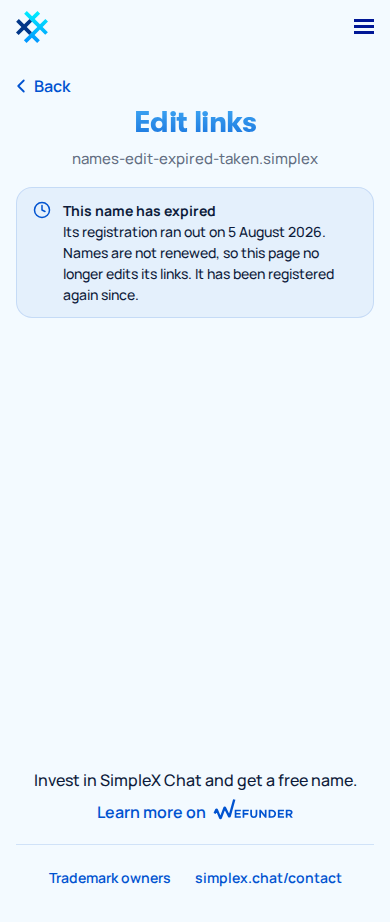 Back
Edit links
names-edit-expired-taken.simplex
This name has expired
Its registration ran out on 5 August 2026.
Names are not renewed, so this page no
longer edits its links. It has been registered
again since.
Invest in SimpleX Chat and get a free name.
Learn more on WEFUNDER
Trademark owners simplex.chat/contact